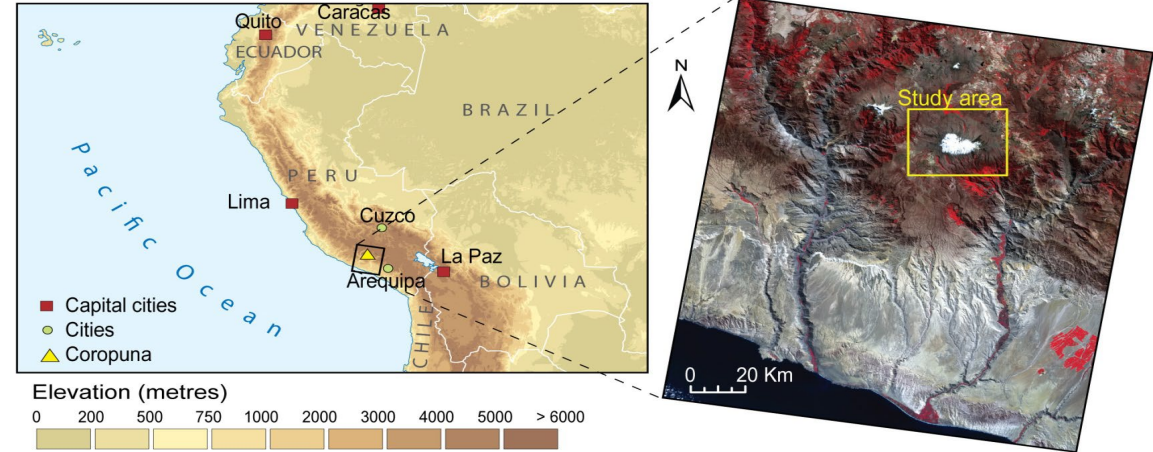 Caracas
Quito
VENEZUELA
ECUADOR
BRAZIL
PERU
Lima
Cuzco
La Paz
Arequipa
BOLIVIA
CHILE
Pacific Ocean
Capital cities
Cities
Coropuna
Elevation (metres)
0 200 500 750 1000 2000 3000 4000 5000 > 6000
N
Study area
0 20 Km